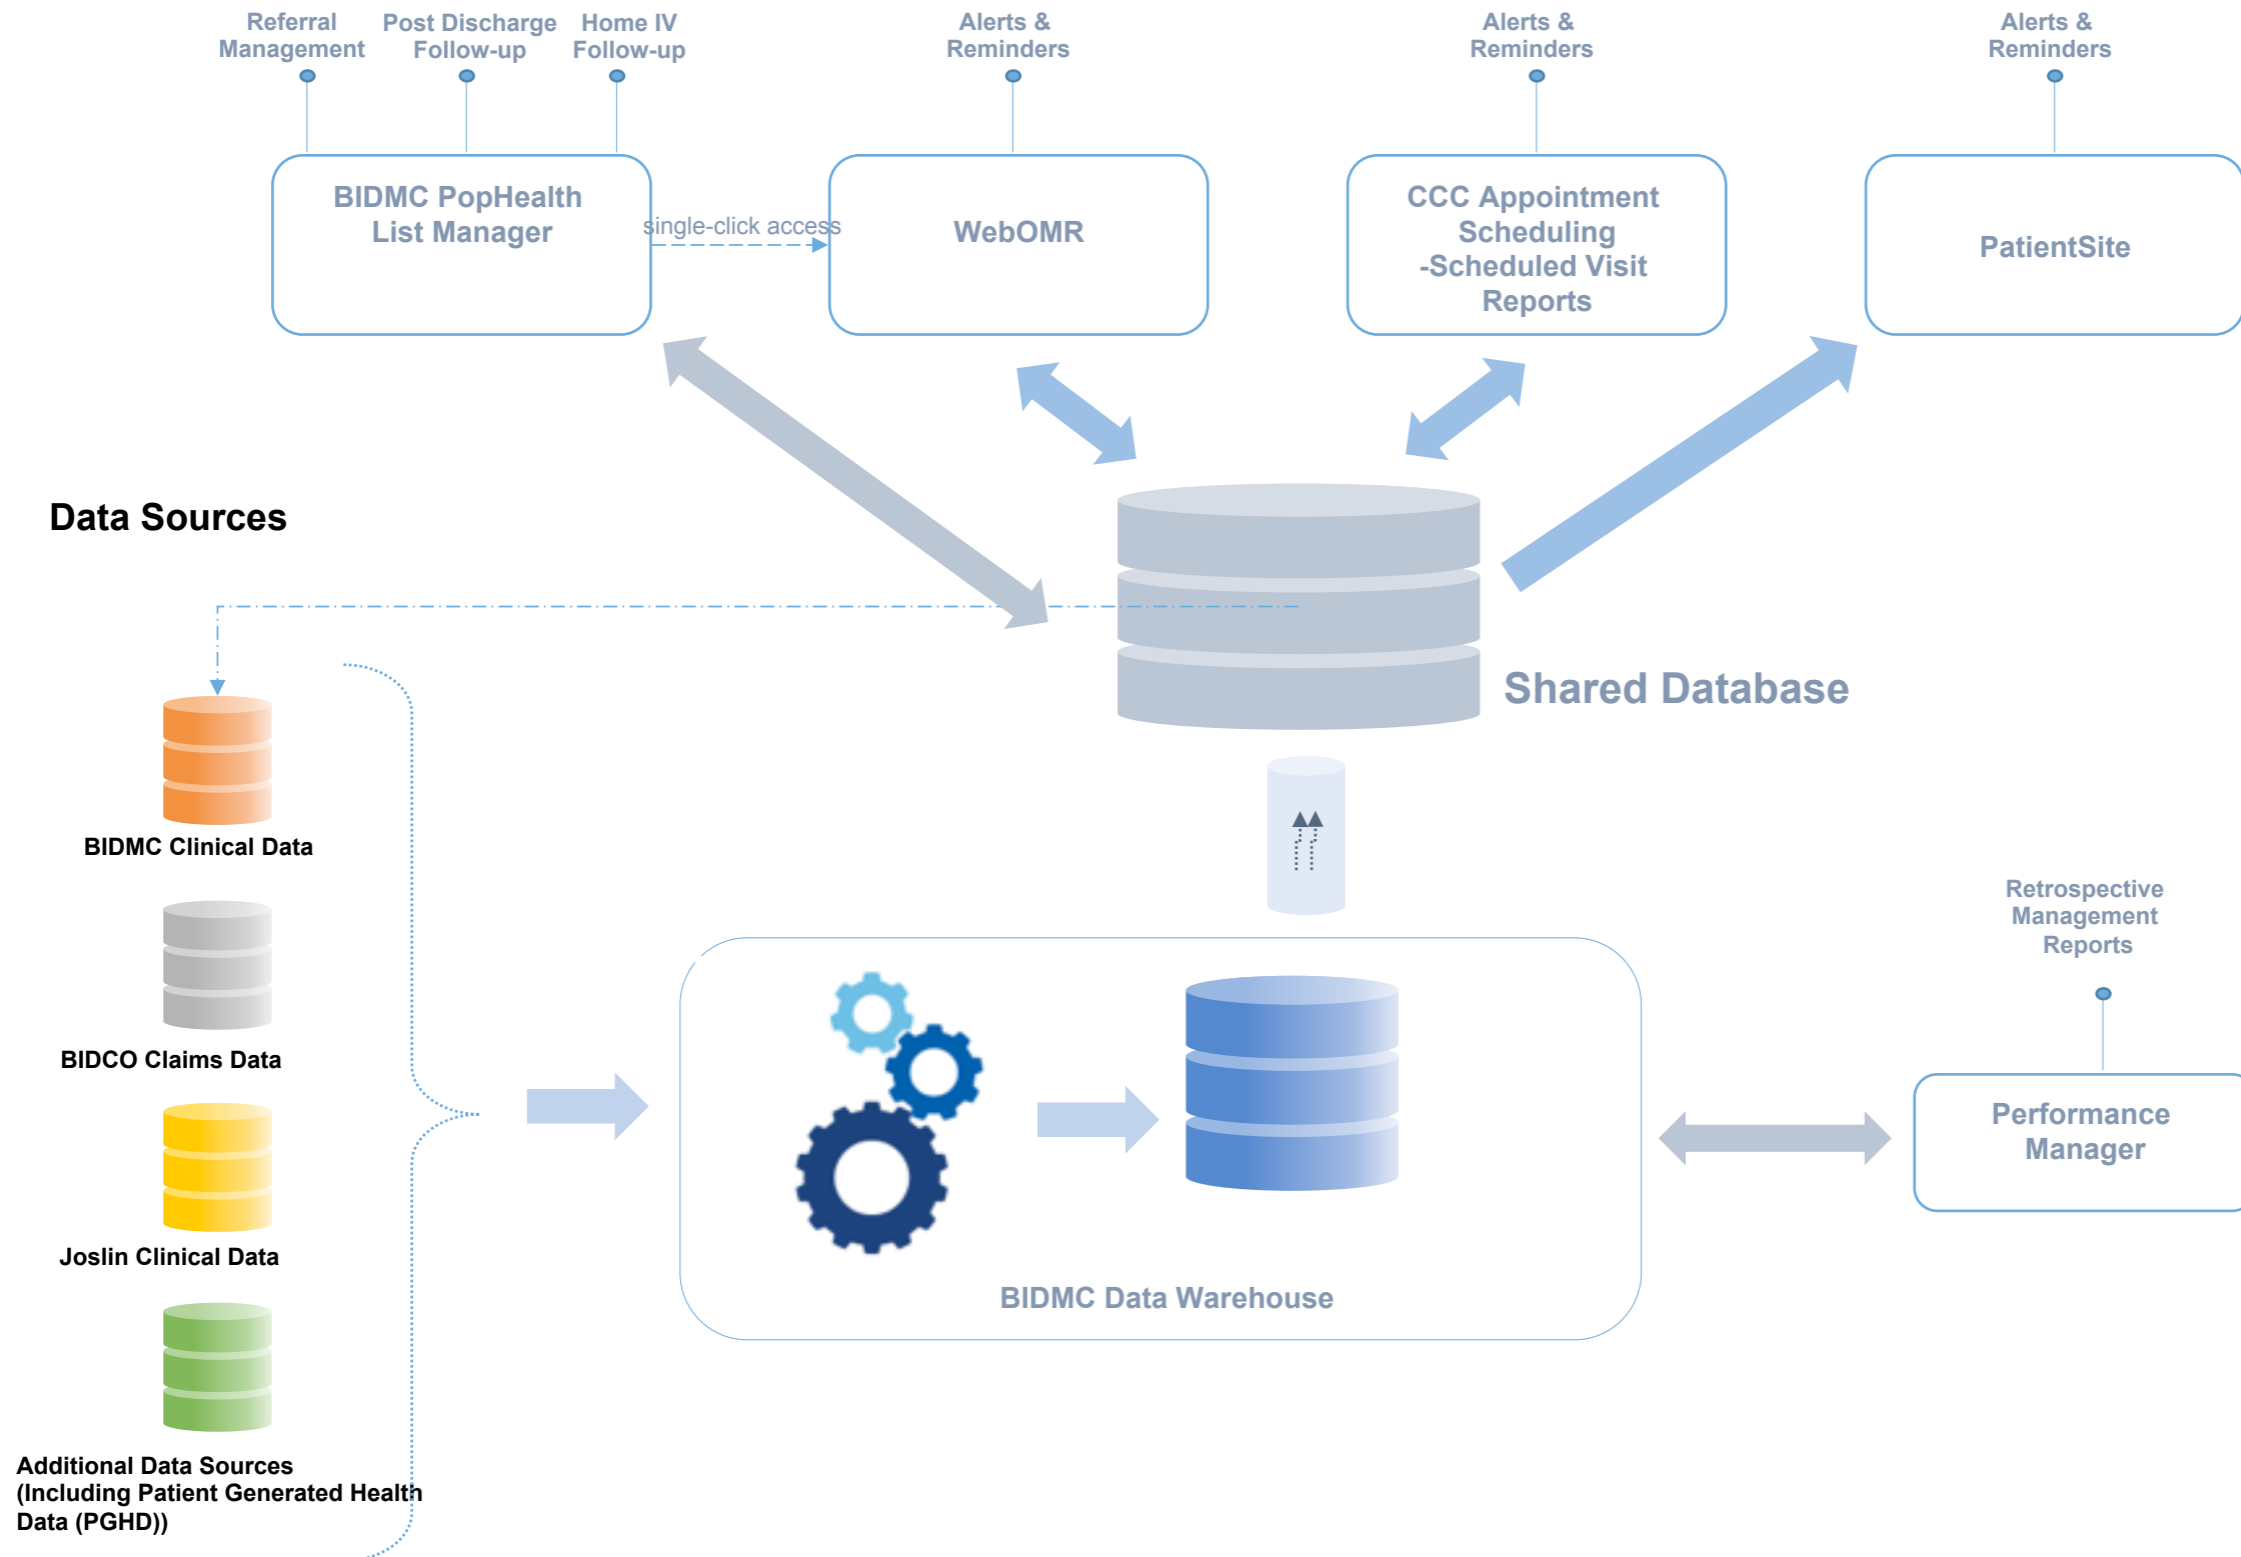 Referral
Management
Post Discharge
Follow-up
Home IV
Follow-up
Alerts &
Reminders
Alerts &
Reminders
Alerts &
Reminders
BIDMC PopHealth
List Manager
single-click access
WebOMR
CCC Appointment
Scheduling
-Scheduled Visit
Reports
PatientSite
Data Sources
Shared Database
BIDMC Clinical Data
BIDCO Claims Data
Joslin Clinical Data
Additional Data Sources
(Including Patient Generated Health
Data (PGHD))
BIDMC Data Warehouse
Retrospective
Management
Reports
Performance
Manager